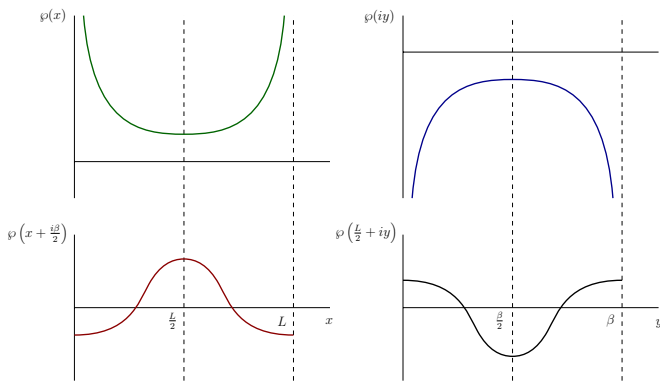 ℘(x)
℘(iy)
℘(x + iβ/2)
℘(L/2 + iy)
L/2
L
x
β/2
β